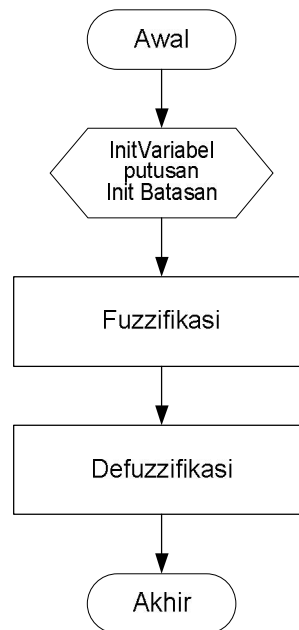 Awal
InitVariabel
putusan
Init Batasan
Fuzzifikasi
Defuzzifikasi
Akhir